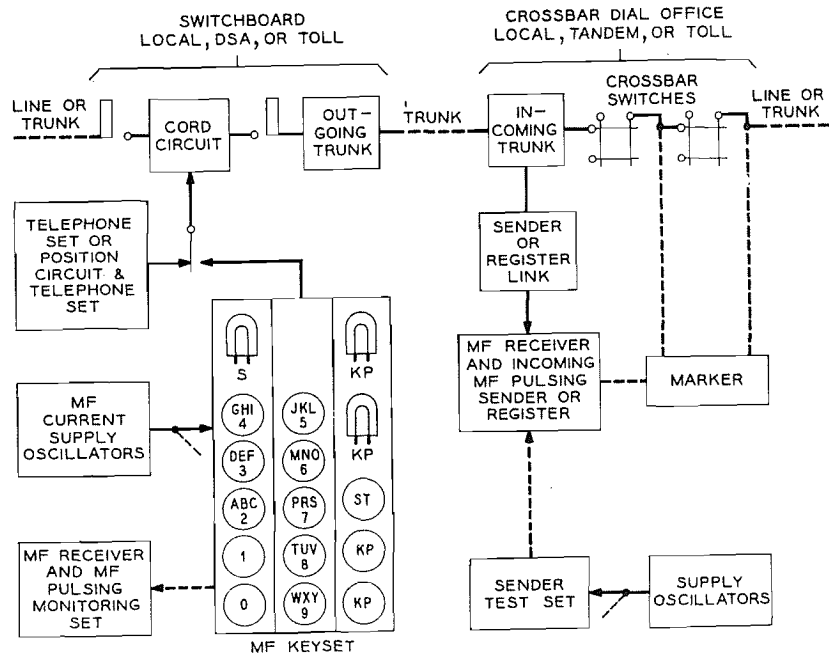 SWITCHBOARD
LOCAL, DSA, OR TOLL
CROSSBAR DIAL OFFICE
LOCAL, TANDEM, OR TOLL
LINE OR
TRUNK
CORD
CIRCUIT
OUT-
GOING
TRUNK
TRUNK
IN-
COMING
TRUNK
CROSSBAR
SWITCHES
LINE OR
TRUNK
TELEPHONE
SET OR
POSITION
CIRCUIT &
TELEPHONE
SET
SENDER
OR
REGISTER
LINK
MF
CURRENT
SUPPLY
OSCILLATORS
MF RECEIVER
AND MF
PULSING
MONITORING
SET
S
KP
GHI
4
JKL
5
KP
DEF
3
MNO
6
ABC
2
PRS
7
ST
1
TUV
8
KP
0
WXY
9
KP
MF KEYSET
MF RECEIVER
AND INCOMING
MF PULSING
SENDER OR
REGISTER
MARKER
SENDER
TEST SET
SUPPLY
OSCILLATORS